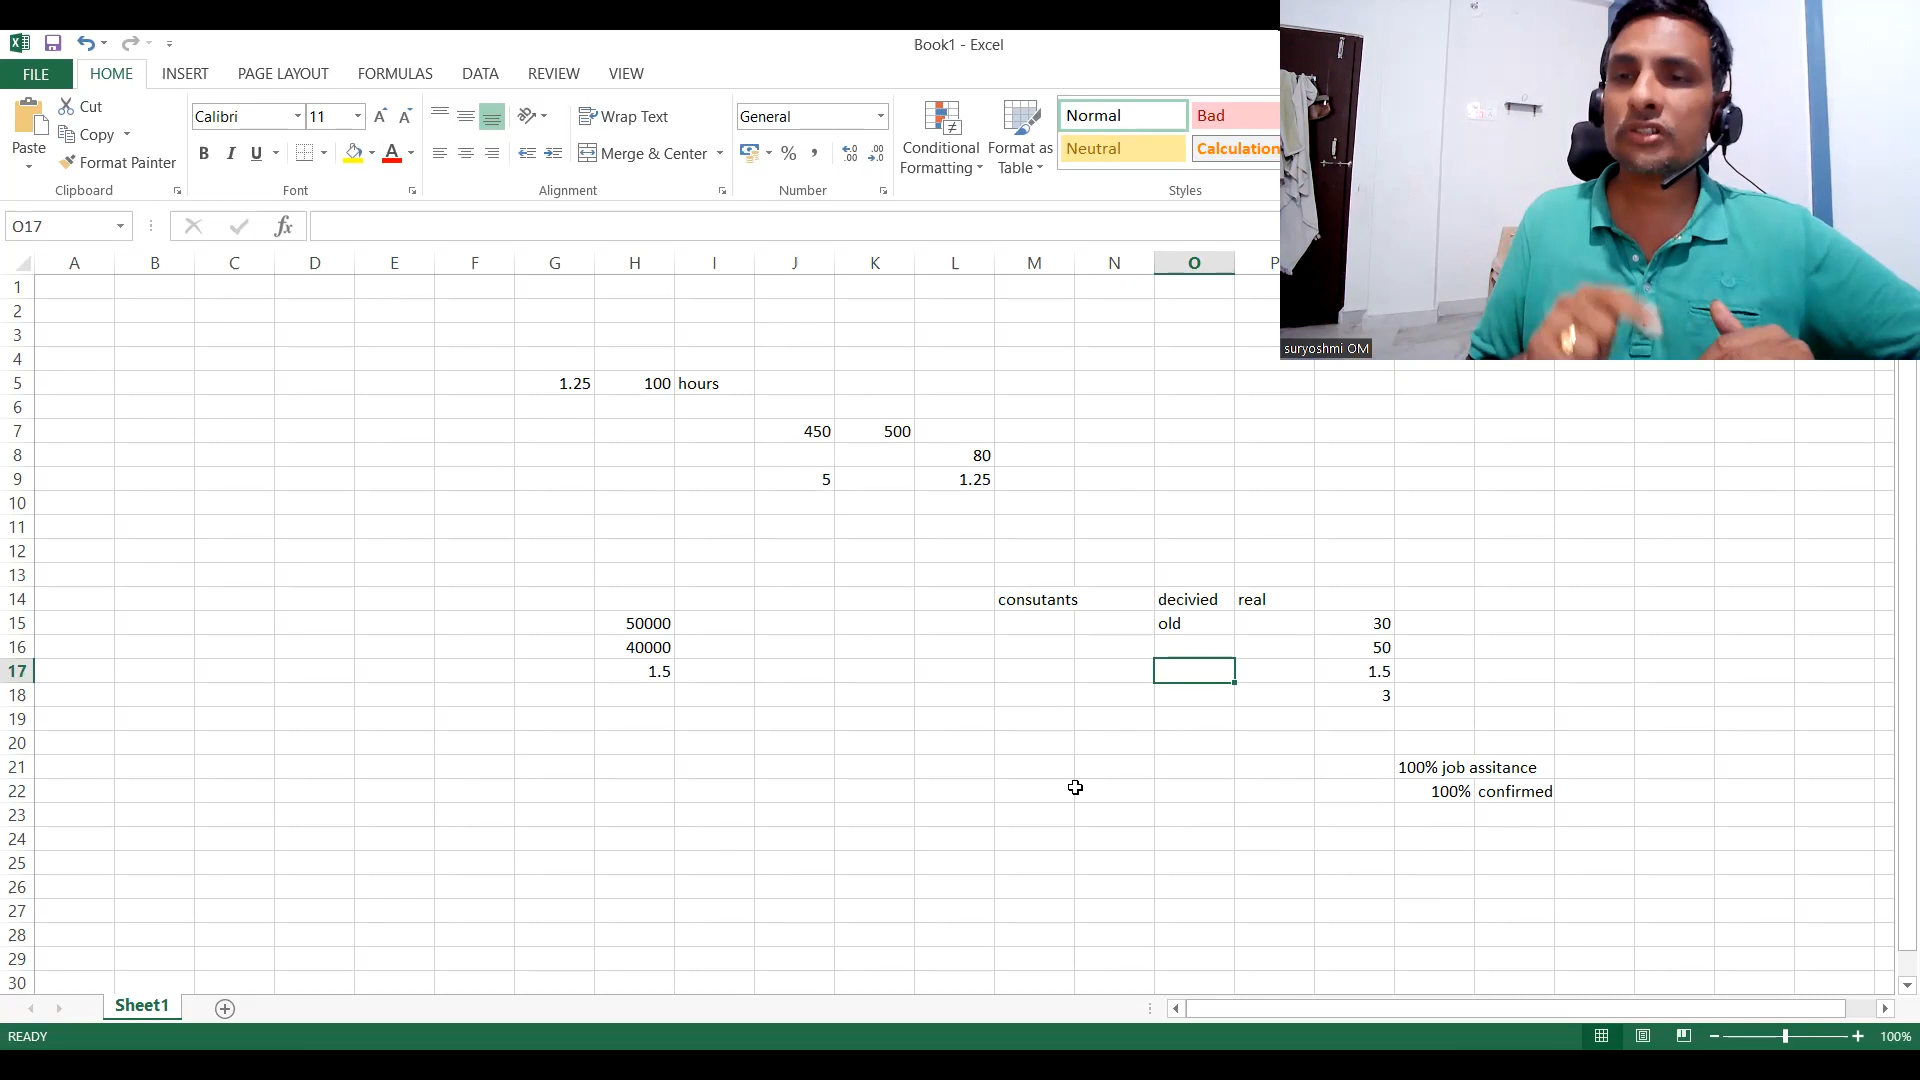 Book1 - Excel
FILE HOME INSERT PAGE LAYOUT FORMULAS DATA REVIEW VIEW
Paste
Cut
Copy
Format Painter
Clipboard
Calibri 11
B I U
Font
Wrap Text
Merge & Center
Alignment
General
% ,
Number
Conditional Formatting
Format as Table
Normal Bad
Neutral Calculation
Styles
suryoshmi OM
O17
fx
A B C D E F G H I J K L M N O P
1
2
3
4
5 1.25 100 hours
6
7 450 500
8 80
9 5 1.25
10
11
12
13
14 consutants decivied real
15 50000 old 30
16 40000 50
17 1.5 1.5
18 3
19
20
21 100% job assitance
22 100% confirmed
23
24
25
26
27
28
29
30
Sheet1
READY 100%